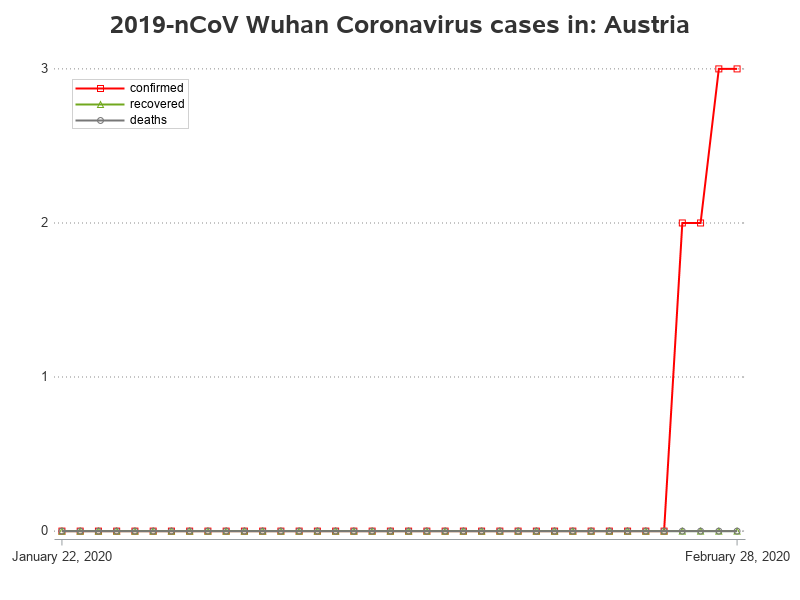 2019-nCoV Wuhan Coronavirus cases in: Austria
3
confirmed
recovered
deaths
2
1
0
January 22, 2020
February 28, 2020